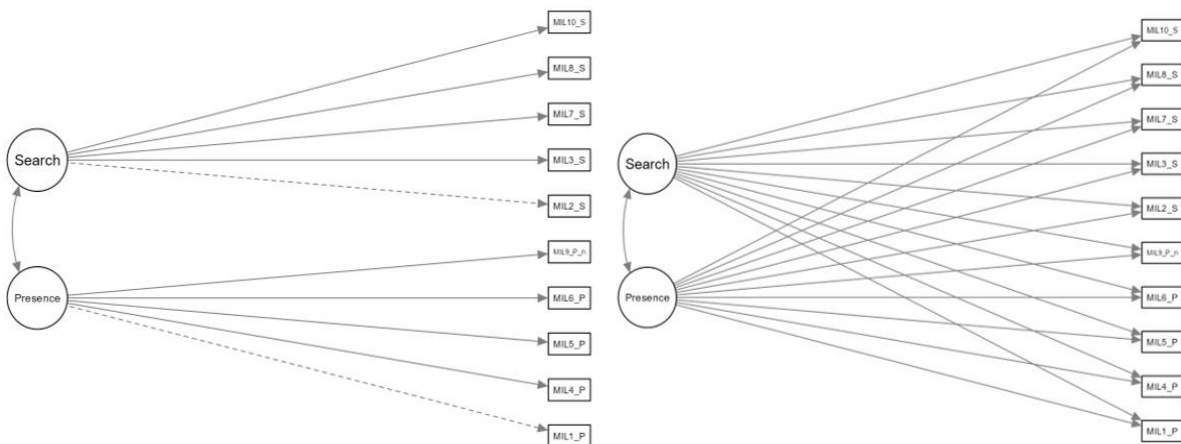 MIL10_S
MIL8_S
MIL7_S
Search
MIL3_S
MIL2_S
MIL9_P_n
Presence
MIL6_P
MIL5_P
MIL4_P
MIL1_P
MIL10_S
MIL8_S
MIL7_S
Search
MIL3_S
MIL2_S
MIL9_P_n
Presence
MIL6_P
MIL5_P
MIL4_P
MIL1_P